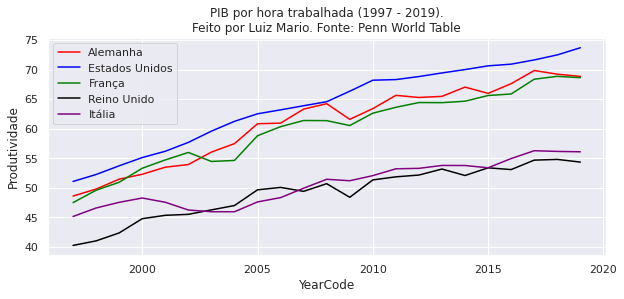 PIB por hora trabalhada (1997 - 2019).
Feito por Luiz Mario. Fonte: Penn World Table
Produtividade
75
70
65
60
55
50
45
40
Alemanha
Estados Unidos
França
Reino Unido
Itália
2000
2005
2010
2015
2020
YearCode